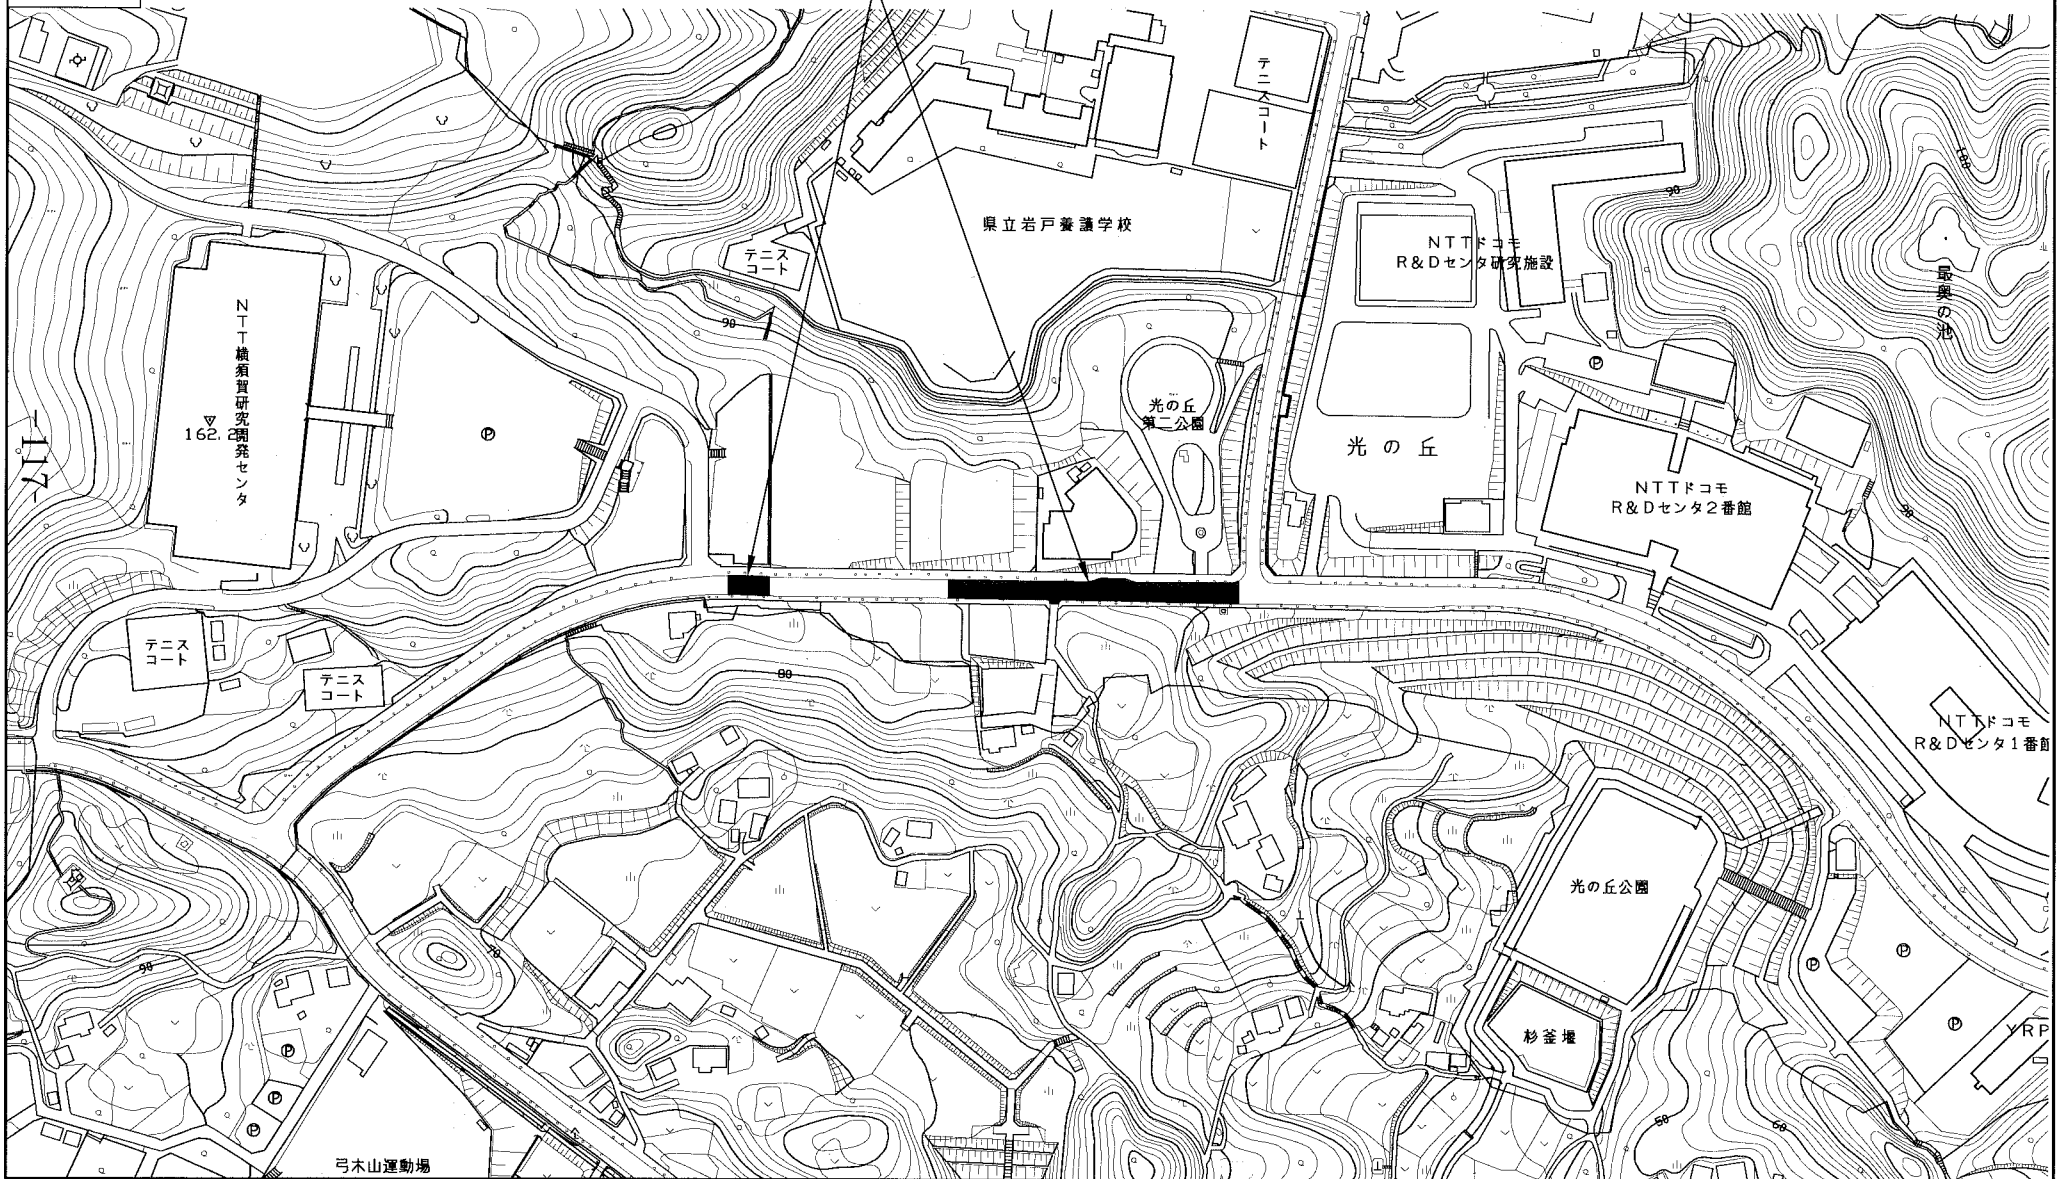 テニスコート
県立岩戸養護学校
NTTドコモ
R&Dセンタ研究施設
テニス
コート
最奥の池
NTT横須賀研究開発センタ
162.2
-117-
P
P
光の丘
第二公園
光の丘
NTTドコモ
R&Dセンタ2番館
90
90
100
90
テニス
コート
テニス
コート
80
NTTドコモ
R&Dセンタ1番館
光の丘公園
90
70
P
P
P
杉釜堰
YRP
P
P
P
50
60
弓木山運動場